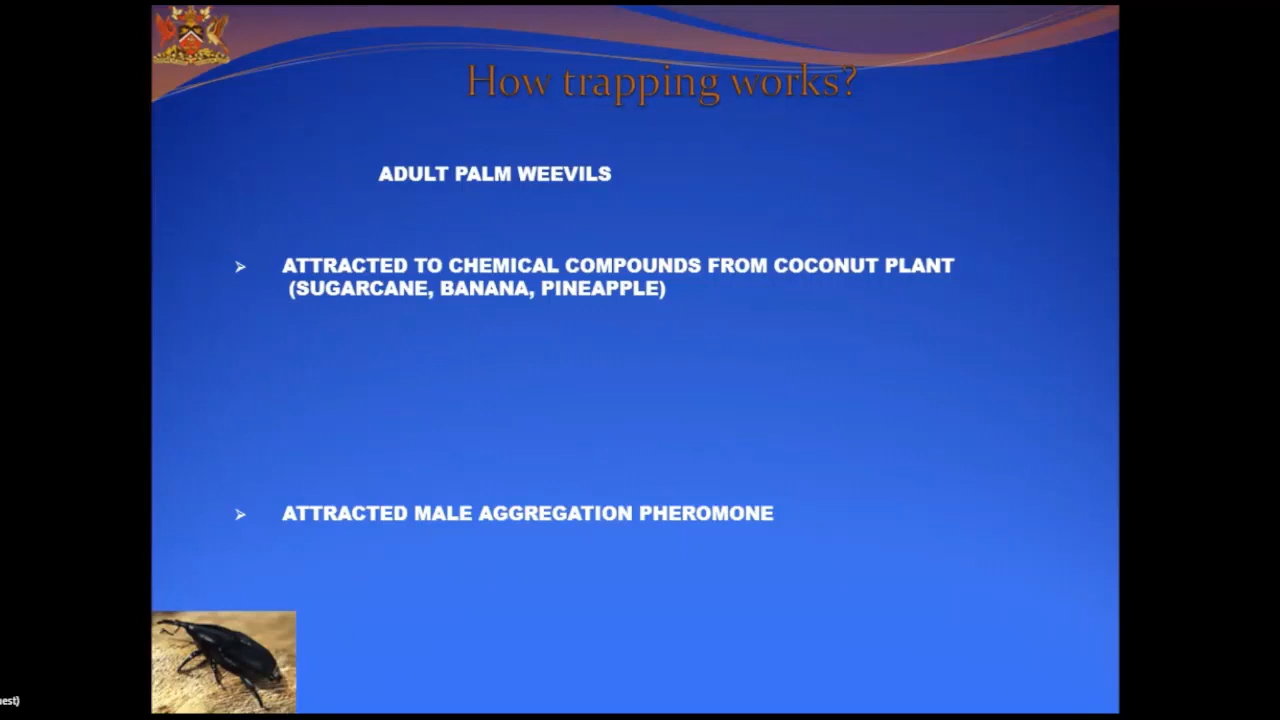 How trapping works?
ADULT PALM WEEVILS
➢ ATTRACTED TO CHEMICAL COMPOUNDS FROM COCONUT PLANT
(SUGARCANE, BANANA, PINEAPPLE)
➢ ATTRACTED MALE AGGREGATION PHEROMONE